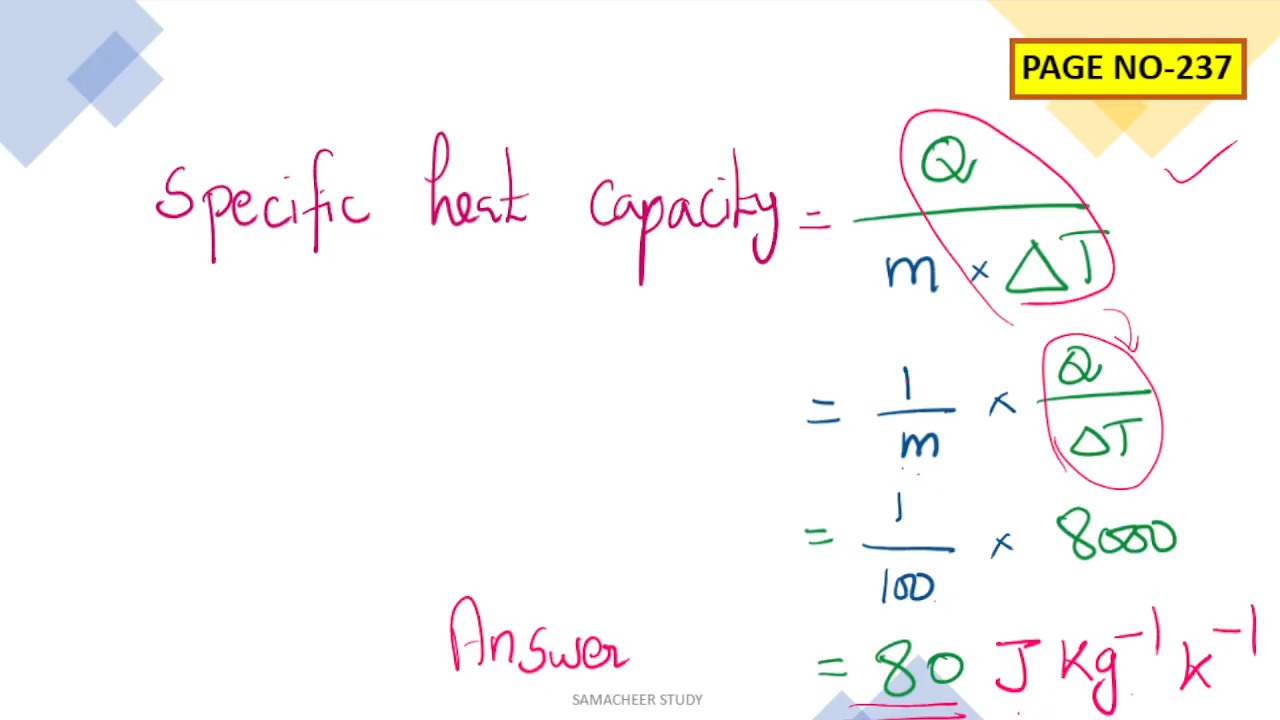 PAGE NO-237
Specific heat capacity = Q / m × ΔT
= 1 / m × Q / ΔT
= 1 / 100 × 8000
Answer = 80 J Kg⁻¹ K⁻¹
SAMACHEER STUDY